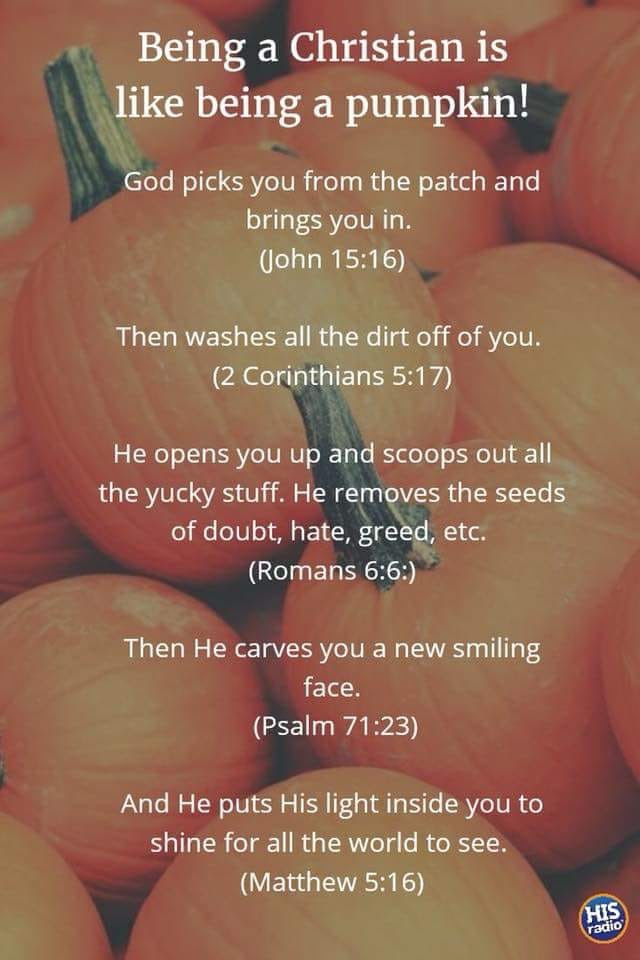 Being a Christian is
like being a pumpkin!
God picks you from the patch and
brings you in.
(John 15:16)
Then washes all the dirt off of you.
(2 Corinthians 5:17)
He opens you up and scoops out all
the yucky stuff. He removes the seeds
of doubt, hate, greed, etc.
(Romans 6:6:)
Then He carves you a new smiling
face.
(Psalm 71:23)
And He puts His light inside you to
shine for all the world to see.
(Matthew 5:16)
HIS
radio